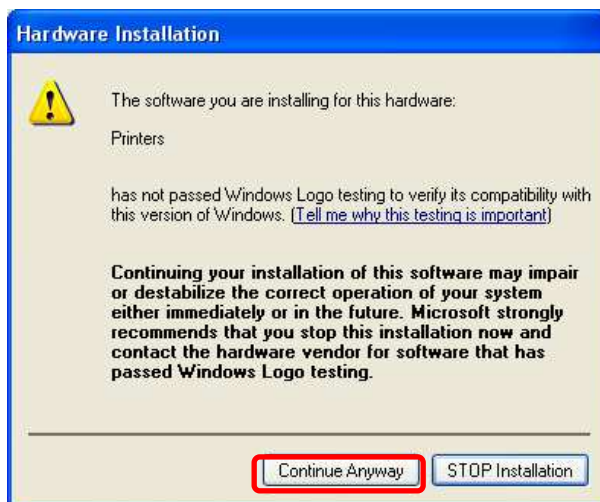 Hardware Installation
The software you are installing for this hardware:
Printers
has not passed Windows Logo testing to verify its compatibility with
this version of Windows. (Tell me why this testing is important)
Continuing your installation of this software may impair
or destabilize the correct operation of your system
either immediately or in the future. Microsoft strongly
recommends that you stop this installation now and
contact the hardware vendor for software that has
passed Windows Logo testing.
Continue Anyway STOP Installation